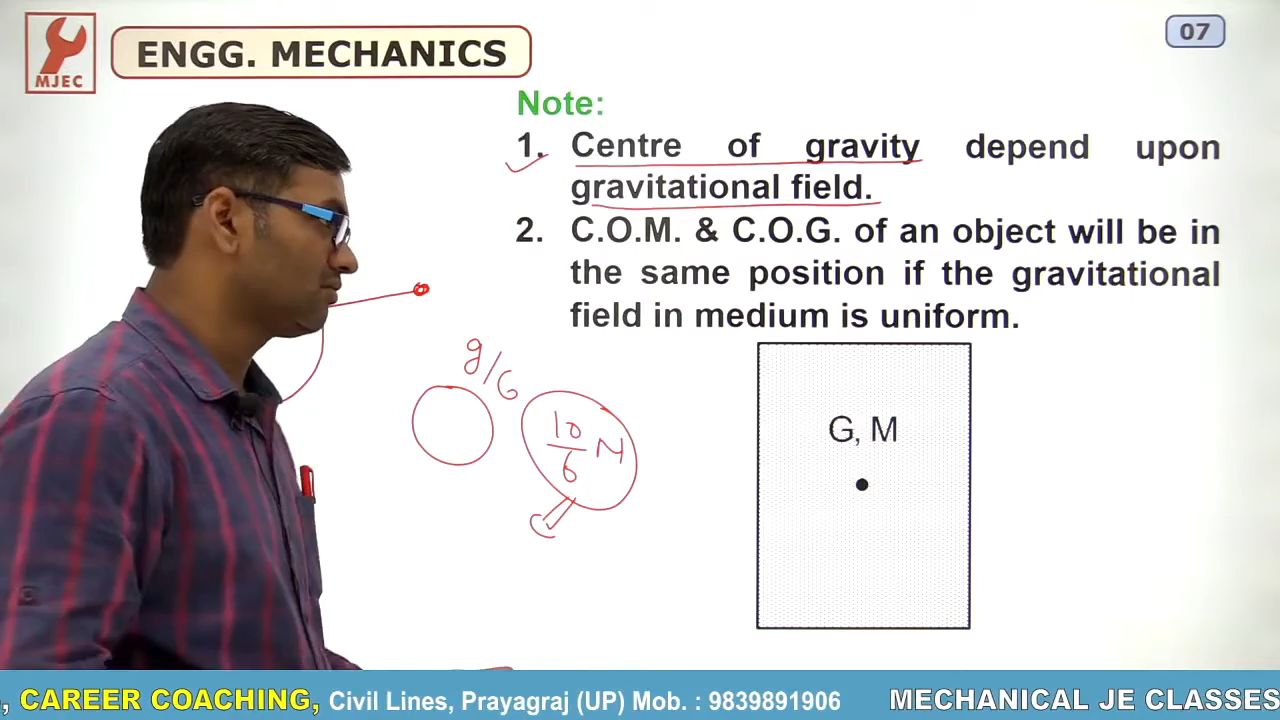 MJEC
ENGG. MECHANICS
07
Note:
1. Centre of gravity depend upon
gravitational field.
2. C.O.M. & C.O.G. of an object will be in
the same position if the gravitational
field in medium is uniform.
g/G
10
6
N
G, M
, CAREER COACHING, Civil Lines, Prayagraj (UP) Mob. : 9839891906 MECHANICAL JE CLASSES